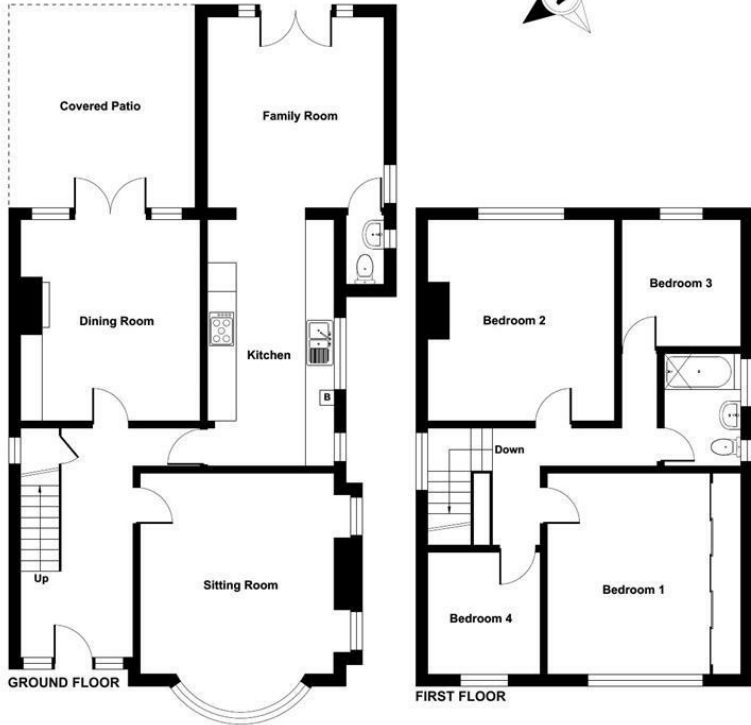 Covered Patio
Family Room
Dining Room
Kitchen
B
Up
Sitting Room
GROUND FLOOR
Bedroom 2
Bedroom 3
Down
Bedroom 1
Bedroom 4
FIRST FLOOR